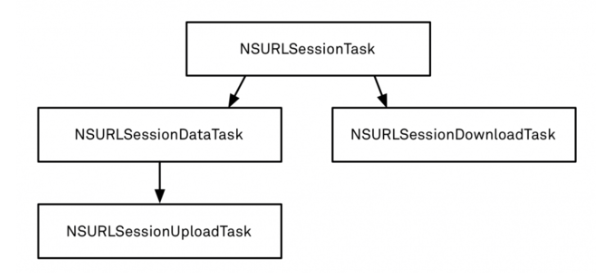 NSURLSessionTask
NSURLSessionDataTask
NSURLSessionDownloadTask
NSURLSessionUploadTask